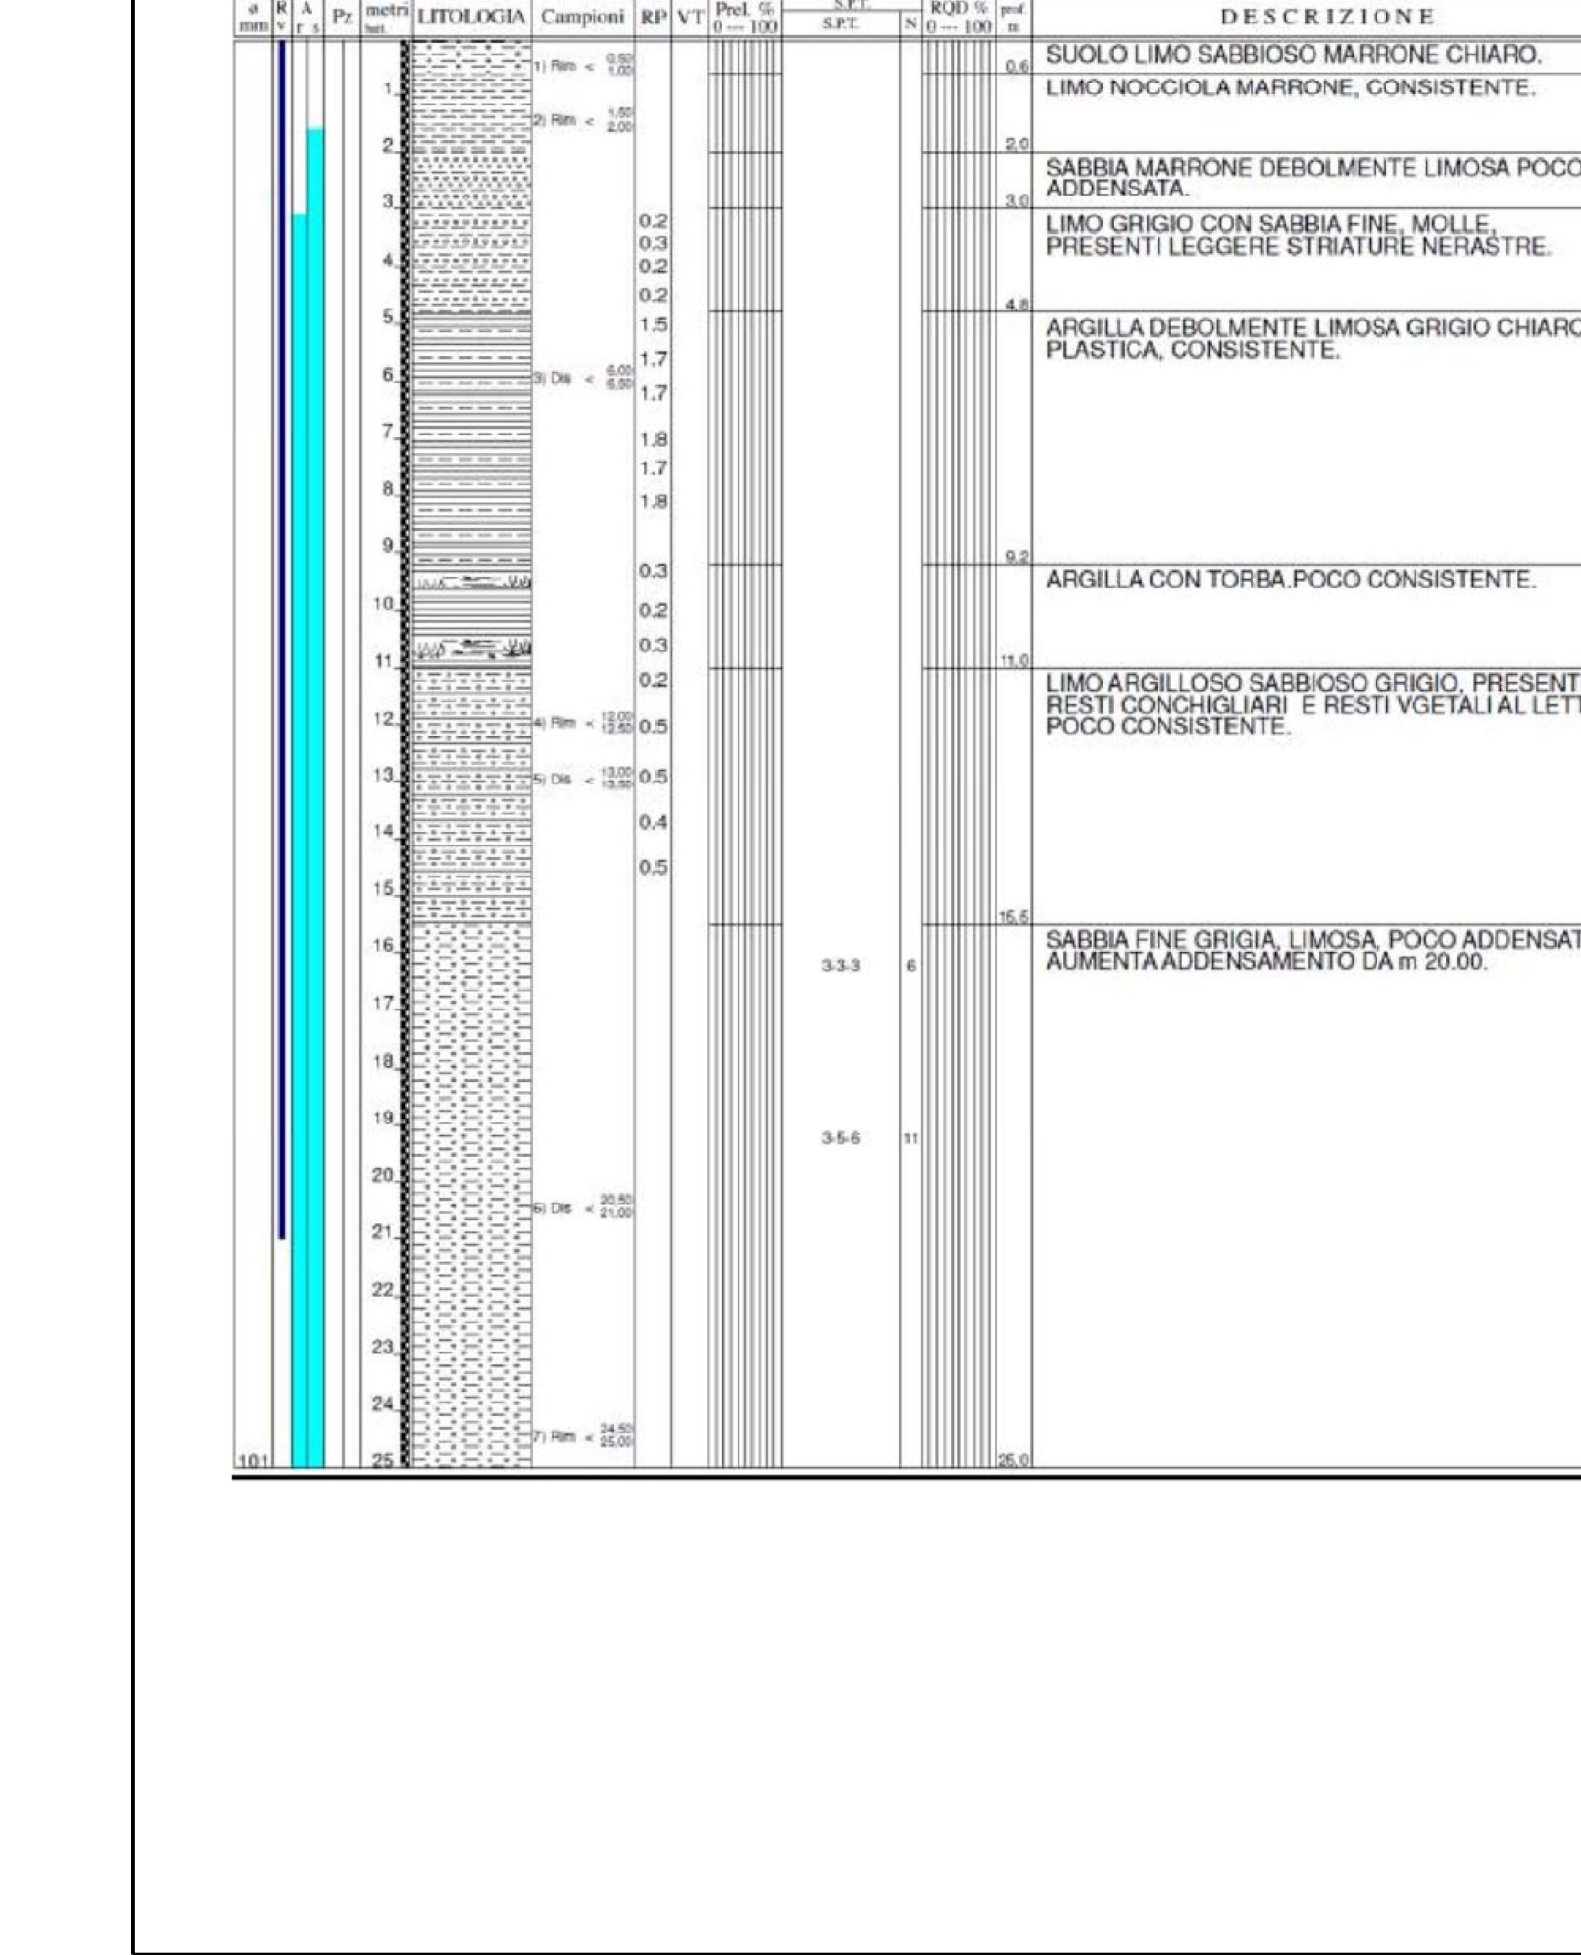 ø R A Pz metri LITOLOGIA Campioni RP VT Prel. % S.P.T. RQD % prof. DESCRIZIONE
mm v r s batt. 0 --- 100 S.P.T. N 0 --- 100 m
SUOLO LIMO SABBIOSO MARRONE CHIARO.
1) Rim < 0,50 1,00
0,6
LIMO NOCCIOLA MARRONE, CONSISTENTE.
1
2) Rim < 1,50 2,00
2
2,0
SABBIA MARRONE DEBOLMENTE LIMOSA POCO
ADDENSATA.
3
3,0
0.2
LIMO GRIGIO CON SABBIA FINE, MOLLE,
0.3
PRESENTI LEGGERE STRIATURE NERASTRE.
4
0.2
0.2
4,8
5
1.5
ARGILLA DEBOLMENTE LIMOSA GRIGIO CHIARO
PLASTICA, CONSISTENTE.
1.7
6
3) Dis < 6,00 6,50
1.7
7
1.8
1.7
8
1.8
9
9,2
0.3
ARGILLA CON TORBA.POCO CONSISTENTE.
10
0.2
0.3
11
11,0
0.2
LIMO ARGILLOSO SABBIOSO GRIGIO, PRESENT
RESTI CONCHIGLIARI E RESTI VGETALI AL LETT
12
4) Rim < 12,00 12,50
0.5
POCO CONSISTENTE.
13
5) Dis < 13,00 13,50
0.5
14
0.4
0.5
15
15,5
16
SABBIA FINE GRIGIA, LIMOSA, POCO ADDENSAT
AUMENTA ADDENSAMENTO DA m 20.00.
3-3-3 6
17
18
19
3-5-6 11
20
6) Dis < 20,50 21,00
21
22
23
24
7) Rim < 24,50 25,00
101 25 25,0